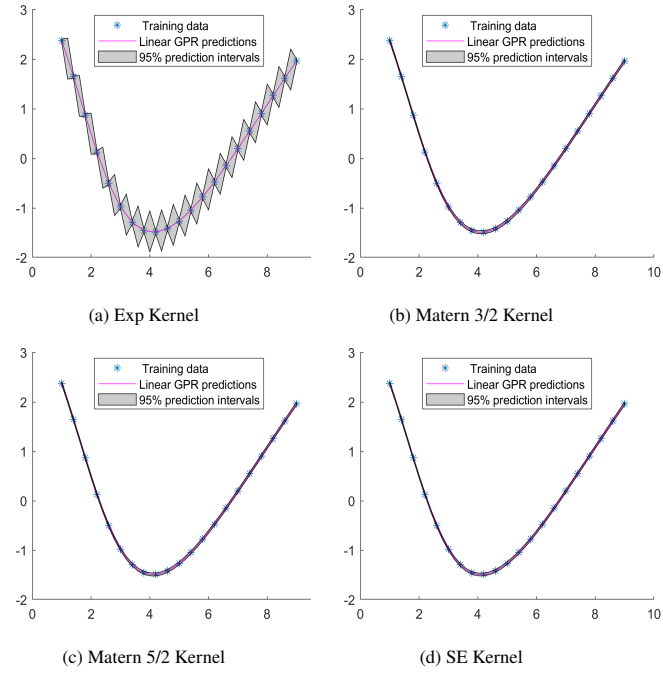 3
2
1
0
-1
-2
0
2
4
6
8
Training data
Linear GPR predictions
95% prediction intervals
(a) Exp Kernel
3
2
1
0
-1
-2
0
2
4
6
8
10
Training data
Linear GPR predictions
95% prediction intervals
(b) Matern 3/2 Kernel
3
2
1
0
-1
-2
0
2
4
6
8
Training data
Linear GPR predictions
95% prediction intervals
(c) Matern 5/2 Kernel
3
2
1
0
-1
-2
0
2
4
6
8
10
Training data
Linear GPR predictions
95% prediction intervals
(d) SE Kernel